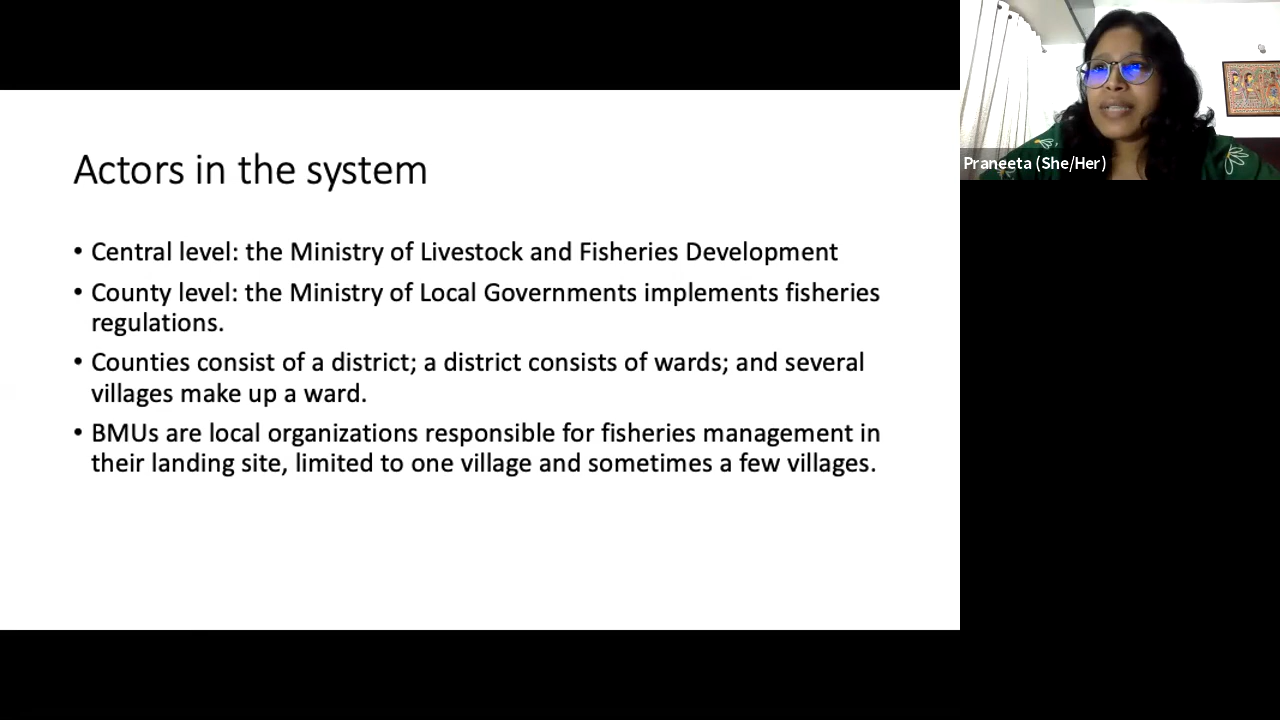 Actors in the system
• Central level: the Ministry of Livestock and Fisheries Development
• County level: the Ministry of Local Governments implements fisheries
regulations.
• Counties consist of a district; a district consists of wards; and several
villages make up a ward.
• BMUs are local organizations responsible for fisheries management in
their landing site, limited to one village and sometimes a few villages.
Praneeta (She/Her)